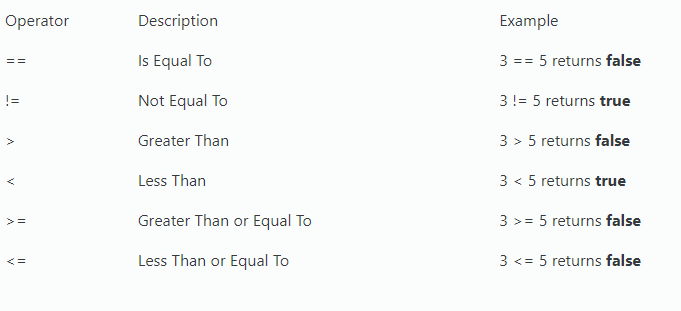 Operator Description Example
== Is Equal To 3 == 5 returns false
!= Not Equal To 3 != 5 returns true
> Greater Than 3 > 5 returns false
< Less Than 3 < 5 returns true
>= Greater Than or Equal To 3 >= 5 returns false
<= Less Than or Equal To 3 <= 5 returns false